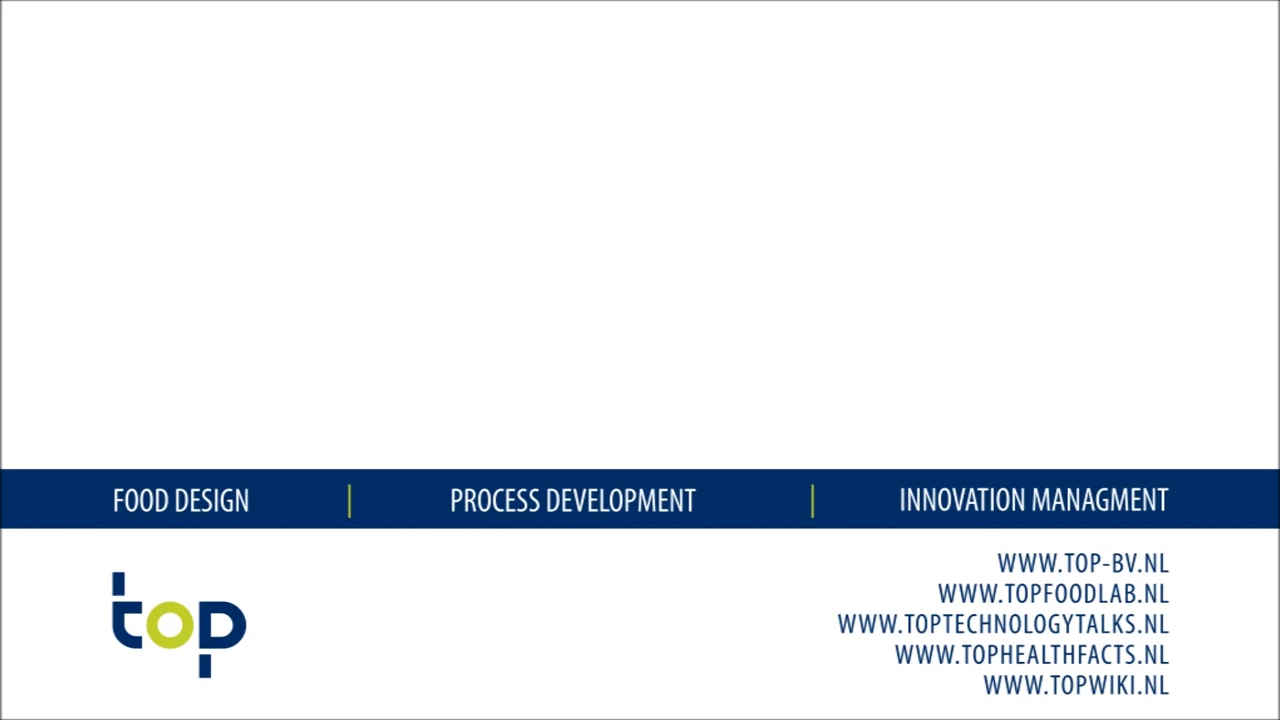 FOOD DESIGN | PROCESS DEVELOPMENT | INNOVATION MANAGMENT
top
WWW.TOP-BV.NL
WWW.TOPFOODLAB.NL
WWW.TOPTECHNOLOGYTALKS.NL
WWW.TOPHEALTHFACTS.NL
WWW.TOPWIKI.NL